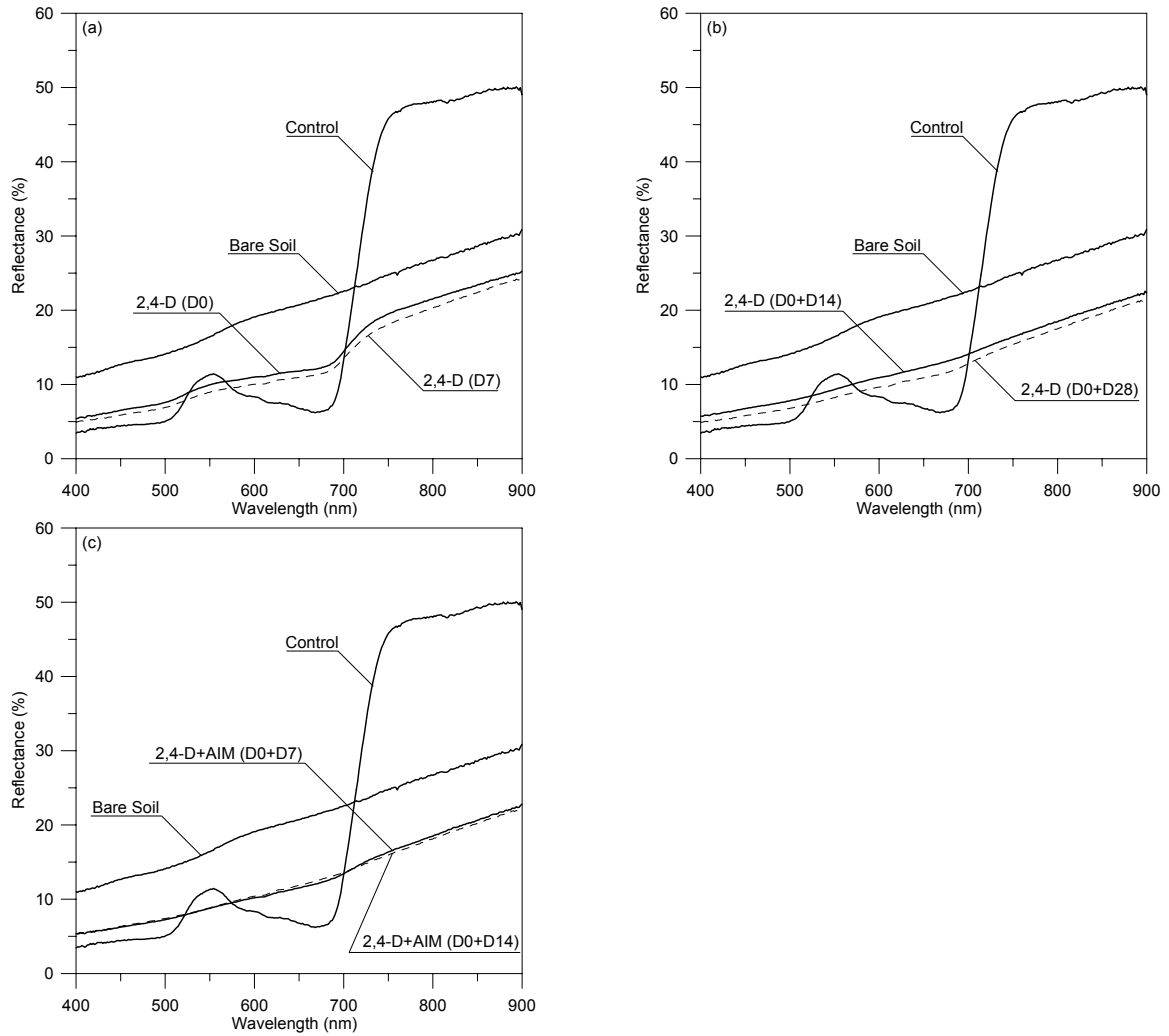 (a)
60
50
40
30
20
10
0
Reflectance (%)
Control
Bare Soil
2,4-D (D0)
2,4-D (D7)
400 500 600 700 800 900
Wavelength (nm)
(b)
60
50
40
30
20
10
0
Reflectance (%)
Control
Bare Soil
2,4-D (D0+D14)
2,4-D (D0+D28)
400 500 600 700 800 900
Wavelength (nm)
(c)
60
50
40
30
20
10
0
Reflectance (%)
Control
2,4-D+AIM (D0+D7)
Bare Soil
2,4-D+AIM (D0+D14)
400 500 600 700 800 900
Wavelength (nm)